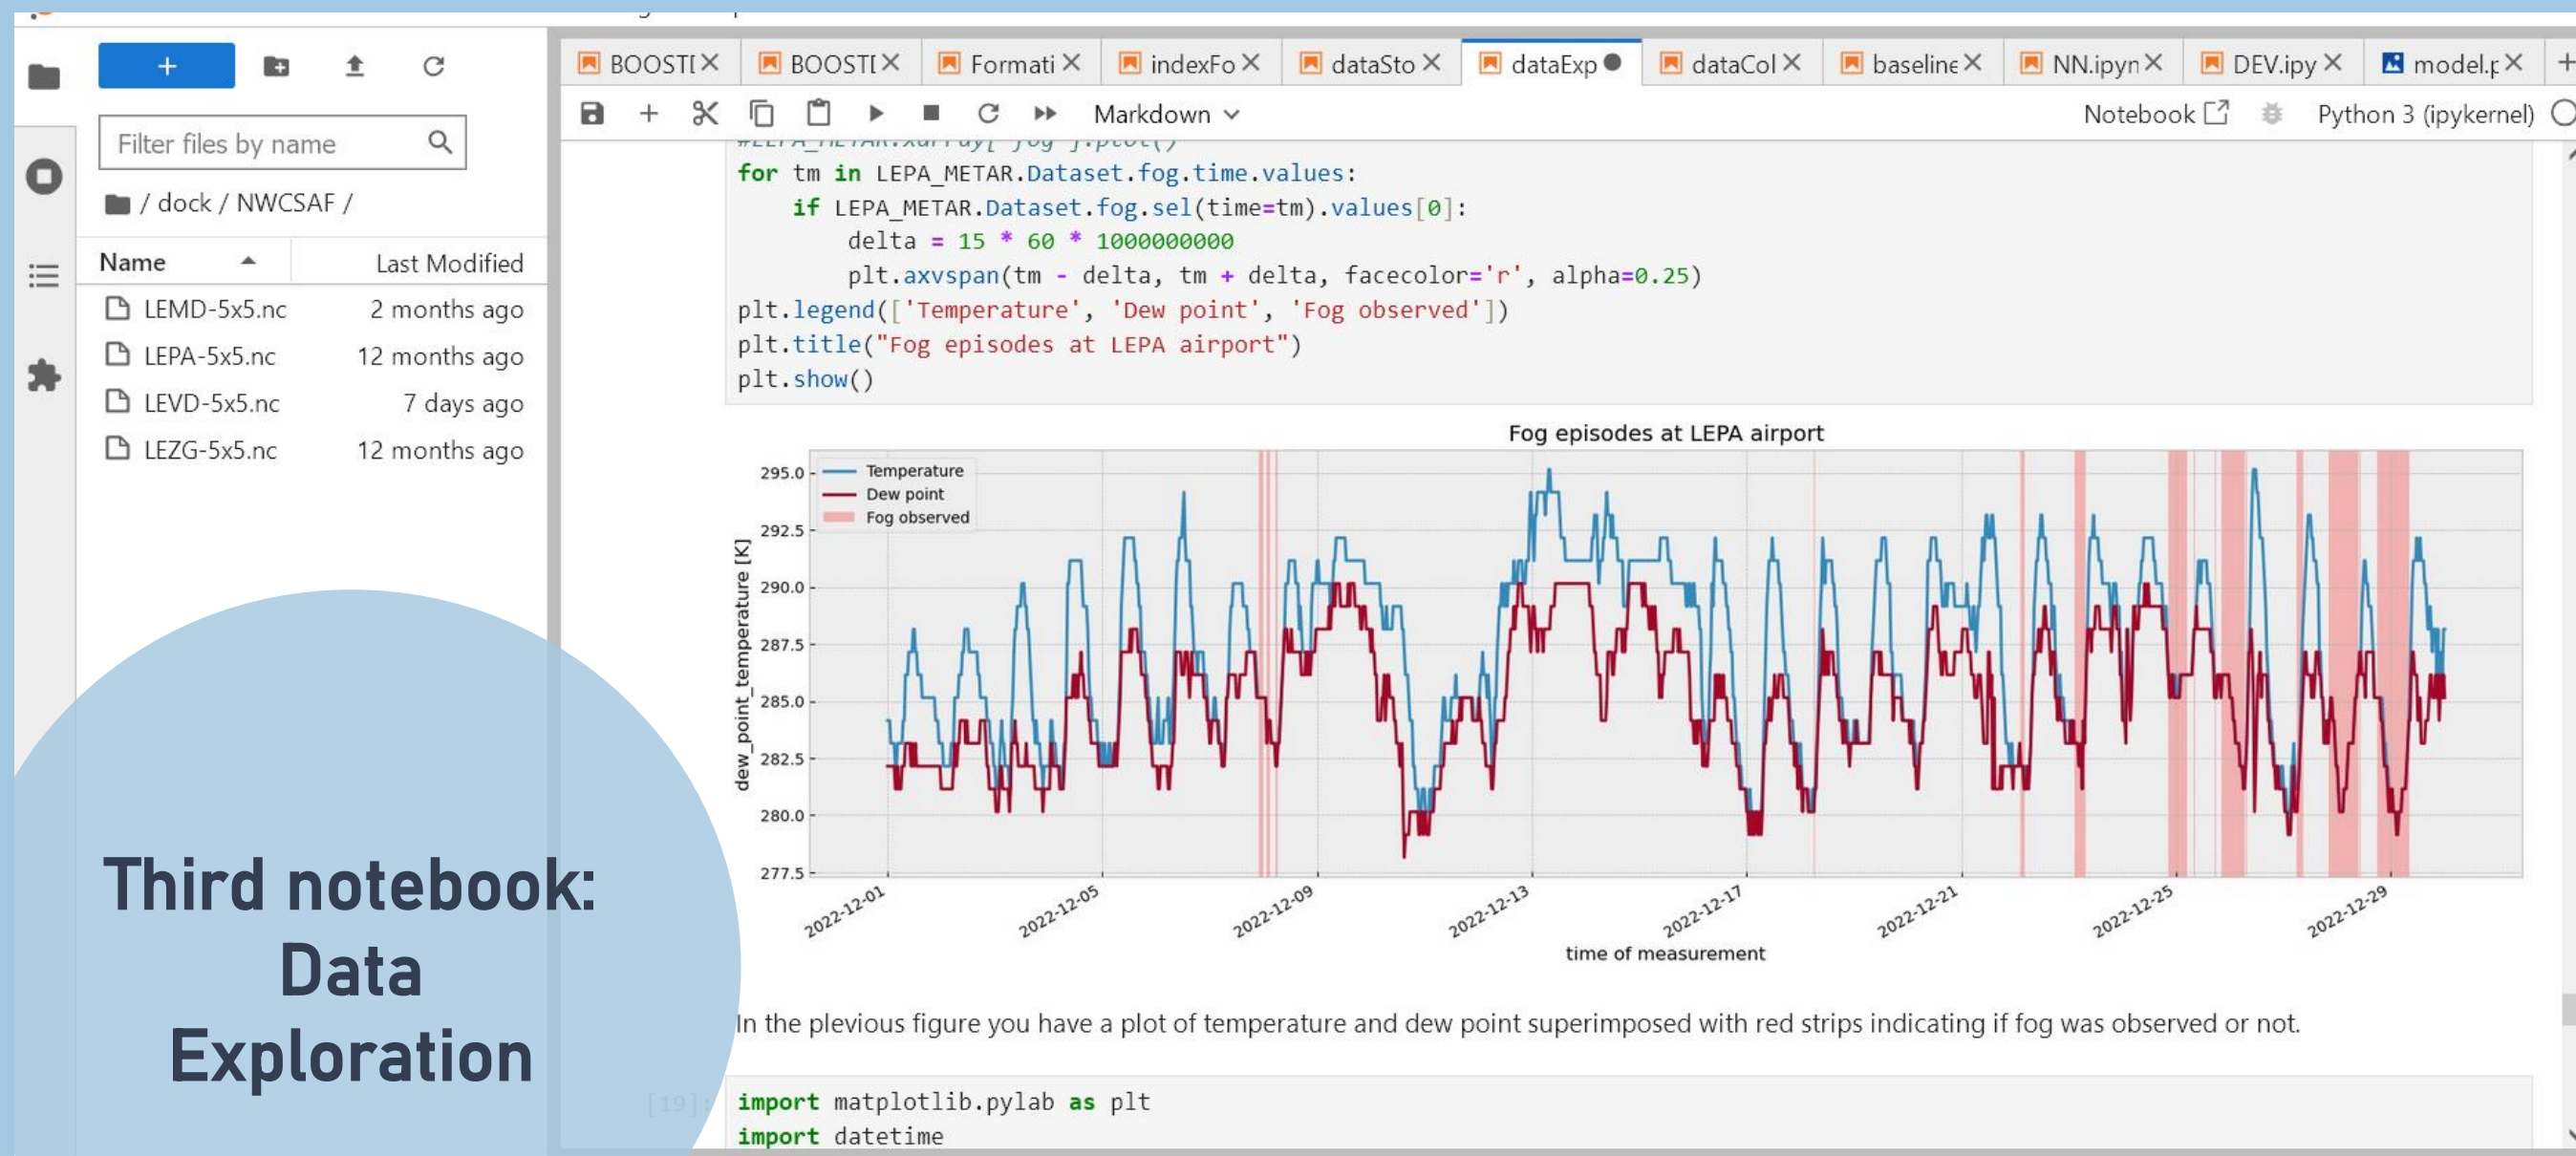 BOOSTI
BOOSTI
Formati
indexFo
dataSto
dataExp
dataCol
baseline
NN.ipyn
DEV.ipy
model.p
Markdown
Notebook
Python 3 (ipykernel)
Filter files by name
/ dock / NWCSAF /
Name Last Modified
LEMD-5x5.nc 2 months ago
LEPA-5x5.nc 12 months ago
LEVD-5x5.nc 7 days ago
LEZG-5x5.nc 12 months ago
Third notebook:
Data
Exploration
#LEPA_METAR.xarray['fog'].plot()
for tm in LEPA_METAR.Dataset.fog.time.values:
if LEPA_METAR.Dataset.fog.sel(time=tm).values[0]:
delta = 15 * 60 * 1000000000
plt.axvspan(tm - delta, tm + delta, facecolor='r', alpha=0.25)
plt.legend(['Temperature', 'Dew point', 'Fog observed'])
plt.title("Fog episodes at LEPA airport")
plt.show()
Fog episodes at LEPA airport
Temperature
Dew point
Fog observed
295.0
292.5
290.0
287.5
285.0
282.5
280.0
277.5
dew_point_temperature [K]
2022-12-01
2022-12-05
2022-12-09
2022-12-13
2022-12-17
2022-12-21
2022-12-25
2022-12-29
time of measurement
In the plevious figure you have a plot of temperature and dew point superimposed with red strips indicating if fog was observed or not.
[19]:
import matplotlib.pylab as plt
import datetime